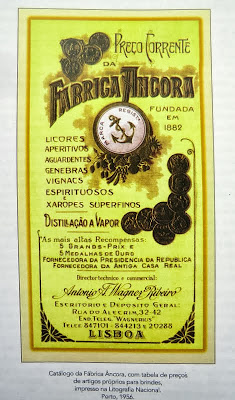 PREÇO CORRENTE
DA
FABRICA ANCORA
FUNDADA
EM
1882
MARCA REGISTRADA
LICORES
APERITIVOS
AGUARDENTES
GENEBRAS
VIGNACS
ESPIRITUOSOS
E
XAROPES SUPERFINOS
DISTILLAÇÃO A VAPOR
As mais altas Recompensas:
5 GRANDS-PRIX E
5 MEDALHAS DE OURO
FORNECEDORA DA PRESIDENCIA DA REPUBLICA
FORNECEDORA DA ANTIGA CASA REAL
Director technico e commercial:
Antonio T. Wagner Ribeiro
ESCRITORIO E DEPOSITO GERAL:
RUA DO ALECRIM, 32-42
END. TELEG. "WAGNERIUS"
TELEF. 847101-844213 E 20288
LISBOA
Catálogo da Fábrica Âncora, com tabela de preços
de artigos próprios para brindes,
impresso na Litografia Nacional.
Porto, 1956.